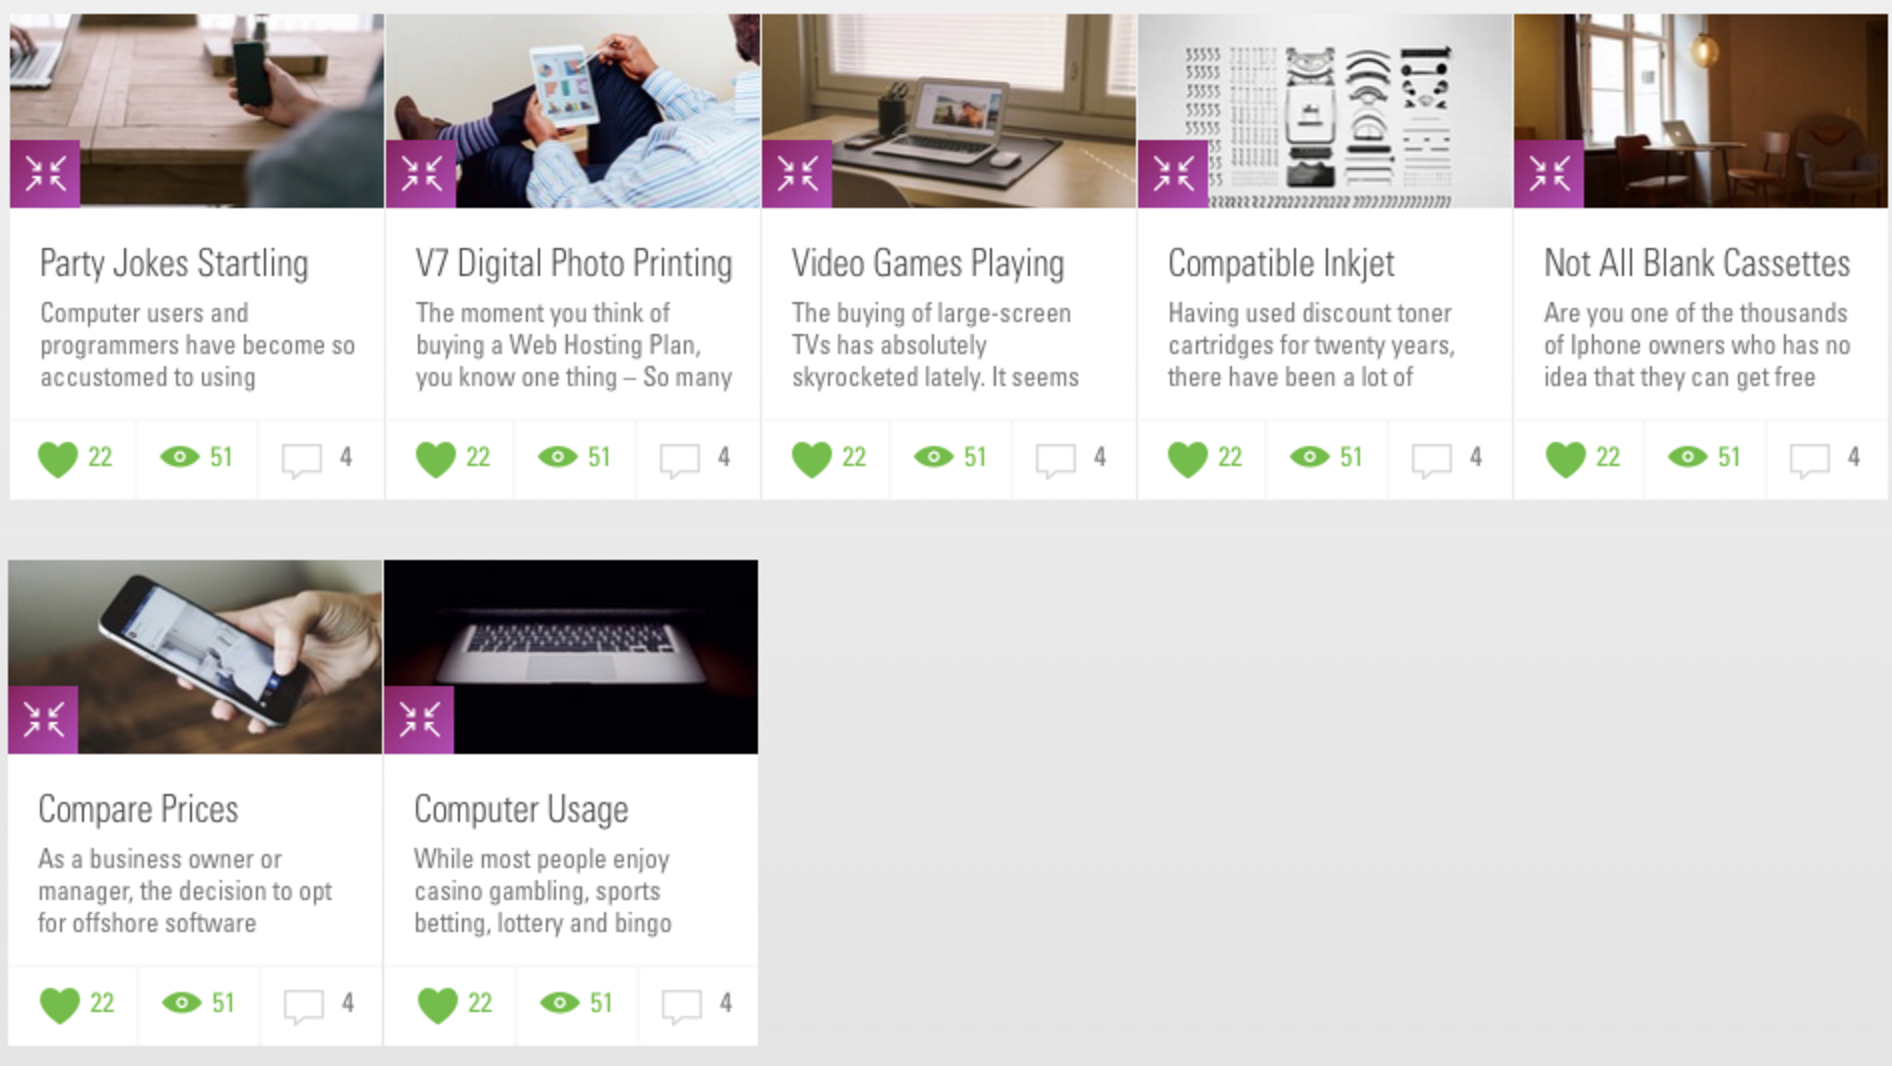 Party Jokes Startling
Computer users and
programmers have become so
accustomed to using
22 51 4
V7 Digital Photo Printing
The moment you think of
buying a Web Hosting Plan,
you know one thing – So many
22 51 4
Video Games Playing
The buying of large-screen
TVs has absolutely
skyrocketed lately. It seems
22 51 4
Compatible Inkjet
Having used discount toner
cartridges for twenty years,
there have been a lot of
22 51 4
Not All Blank Cassettes
Are you one of the thousands
of Iphone owners who has no
idea that they can get free
22 51 4
Compare Prices
As a business owner or
manager, the decision to opt
for offshore software
22 51 4
Computer Usage
While most people enjoy
casino gambling, sports
betting, lottery and bingo
22 51 4